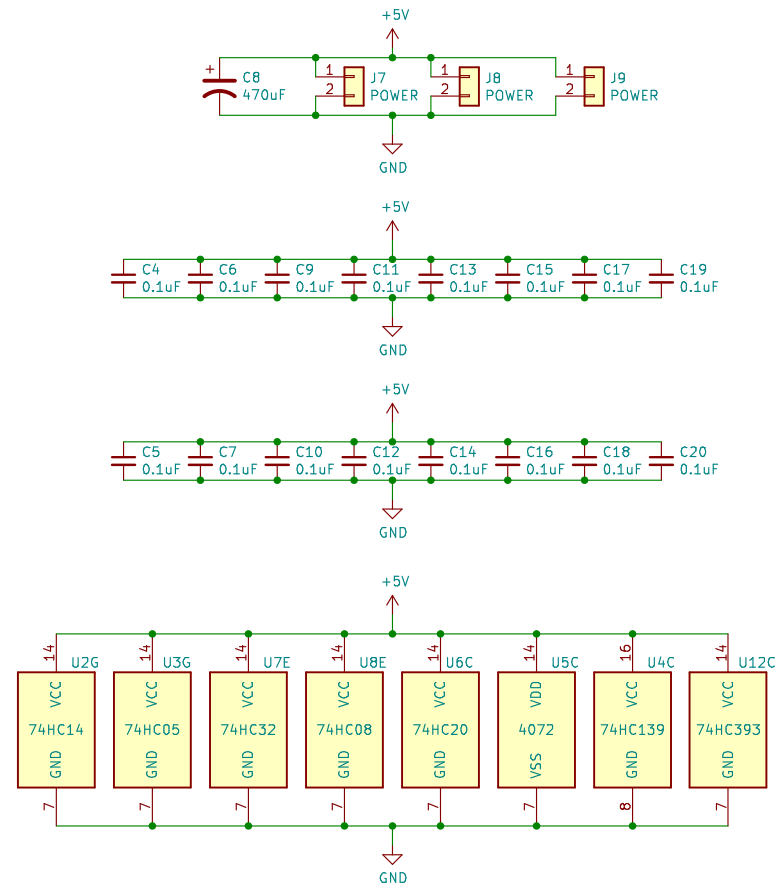 +5V
+ C8 1 J7 1 J8 1 J9
470uF 2 POWER 2 POWER 2 POWER
GND
+5V
C4 C6 C9 C11 C13 C15 C17 C19
0.1uF 0.1uF 0.1uF 0.1uF 0.1uF 0.1uF 0.1uF 0.1uF
GND
+5V
C5 C7 C10 C12 C14 C16 C18 C20
0.1uF 0.1uF 0.1uF 0.1uF 0.1uF 0.1uF 0.1uF 0.1uF
GND
+5V
14 14 14 14 14 14 16 14
U2G U3G U7E U8E U6C U5C U4C U12C
VCC VCC VCC VCC VCC VDD VCC VCC
74HC14 74HC05 74HC32 74HC08 74HC20 4072 74HC139 74HC393
GND GND GND GND GND VSS GND GND
7 7 7 7 7 7 8 7
GND